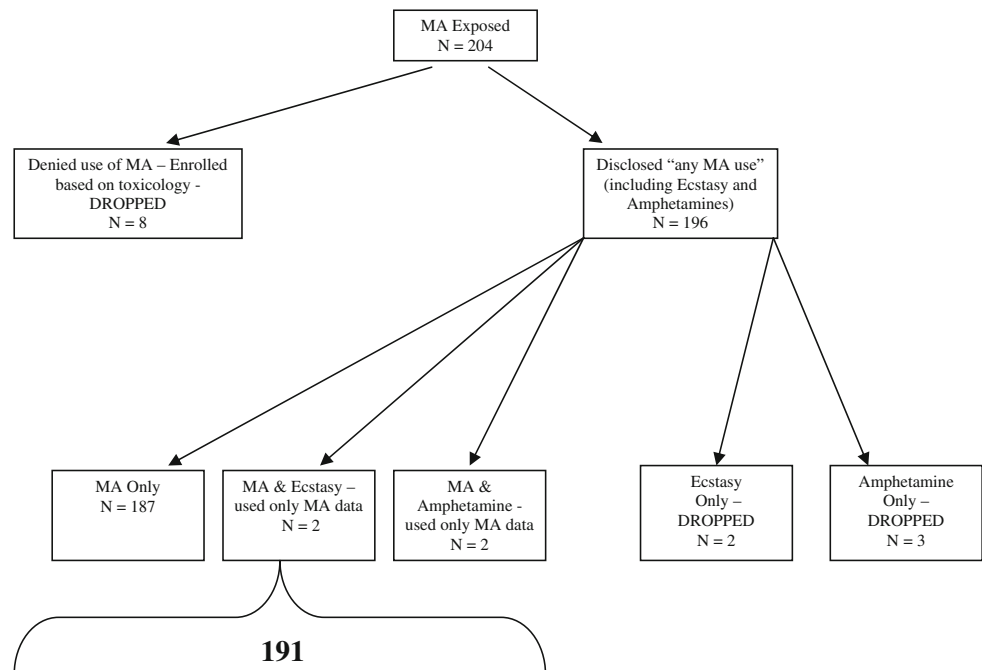 MA Exposed
N = 204
Denied use of MA – Enrolled
based on toxicology -
DROPPED
N = 8
Disclosed “any MA use”
(including Ecstasy and
Amphetamines)
N = 196
MA Only
N = 187
MA & Ecstasy –
used only MA data
N = 2
MA &
Amphetamine -
used only MA data
N = 2
Ecstasy
Only –
DROPPED
N = 2
Amphetamine
Only –
DROPPED
N = 3
191